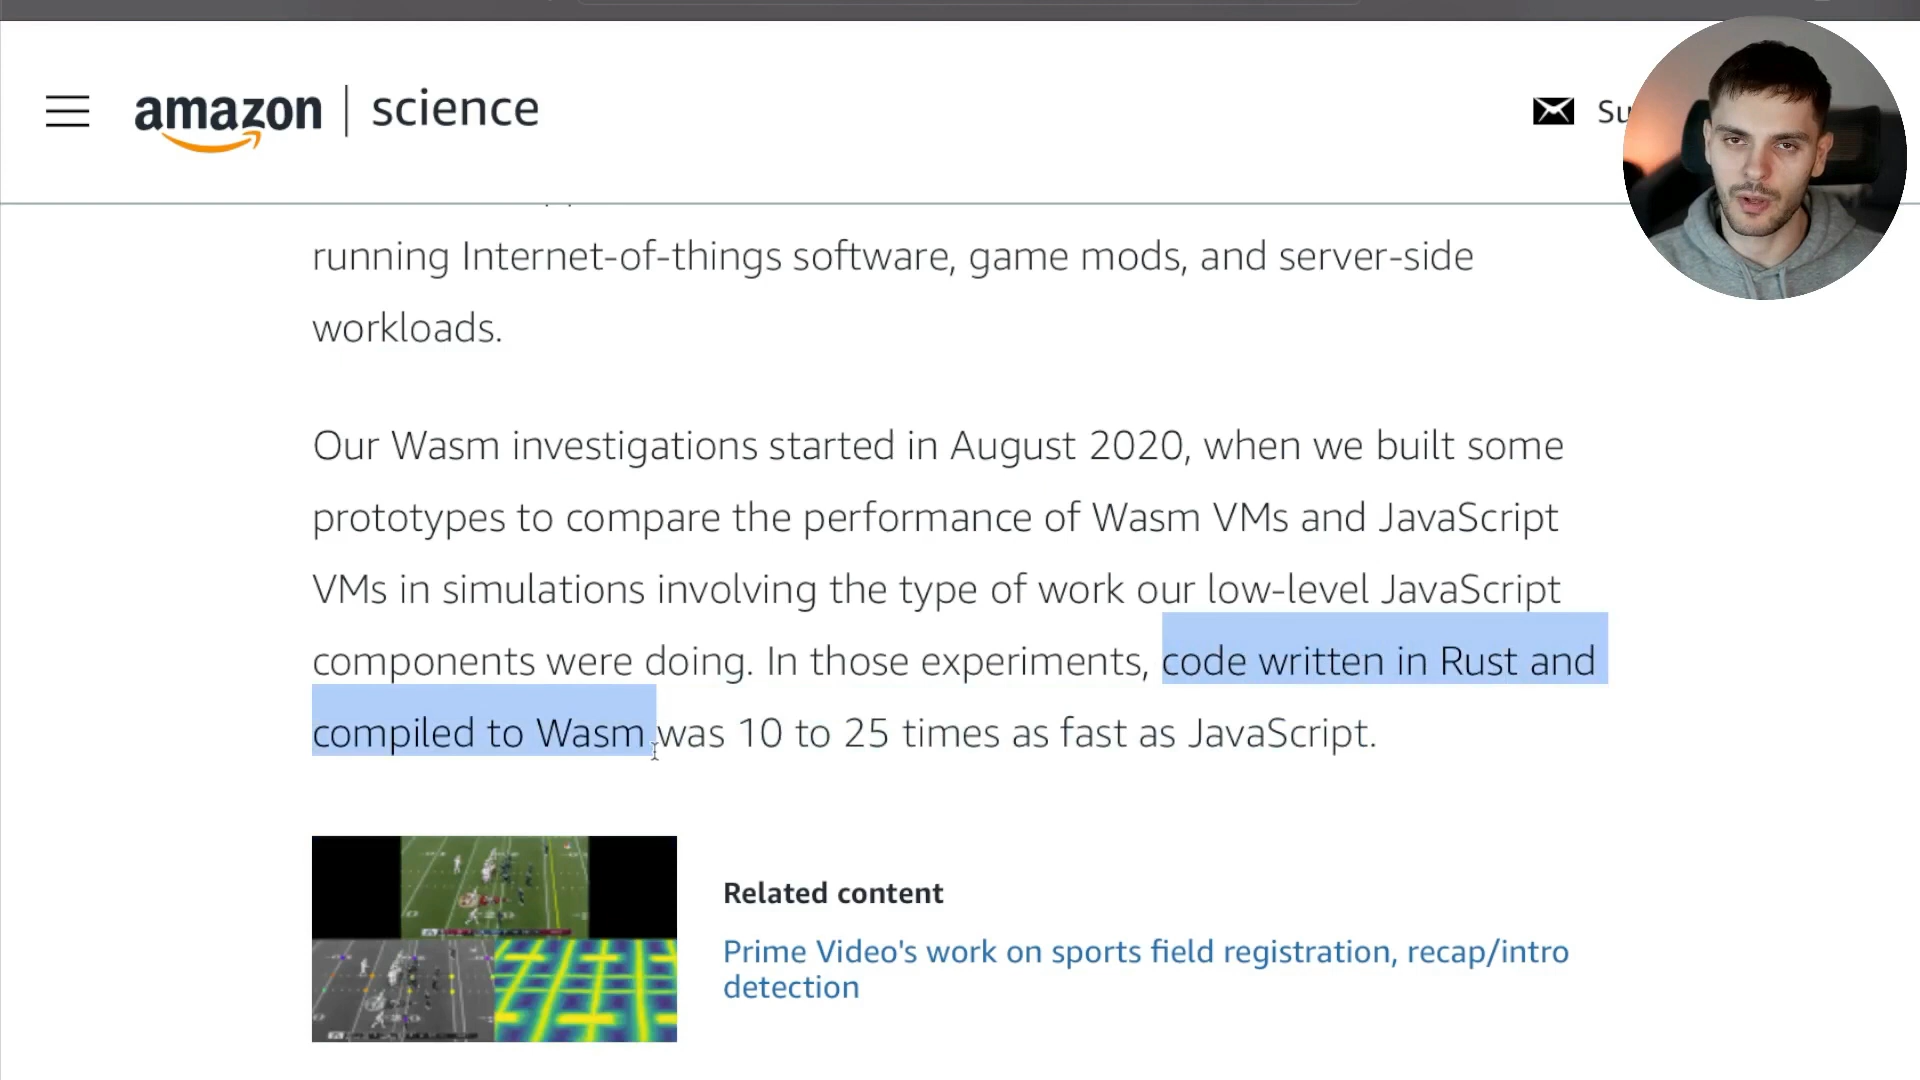 amazon | science
Su
running Internet-of-things software, game mods, and server-side
workloads.
Our Wasm investigations started in August 2020, when we built some
prototypes to compare the performance of Wasm VMs and JavaScript
VMs in simulations involving the type of work our low-level JavaScript
components were doing. In those experiments, code written in Rust and
compiled to Wasm was 10 to 25 times as fast as JavaScript.
Related content
Prime Video's work on sports field registration, recap/intro
detection